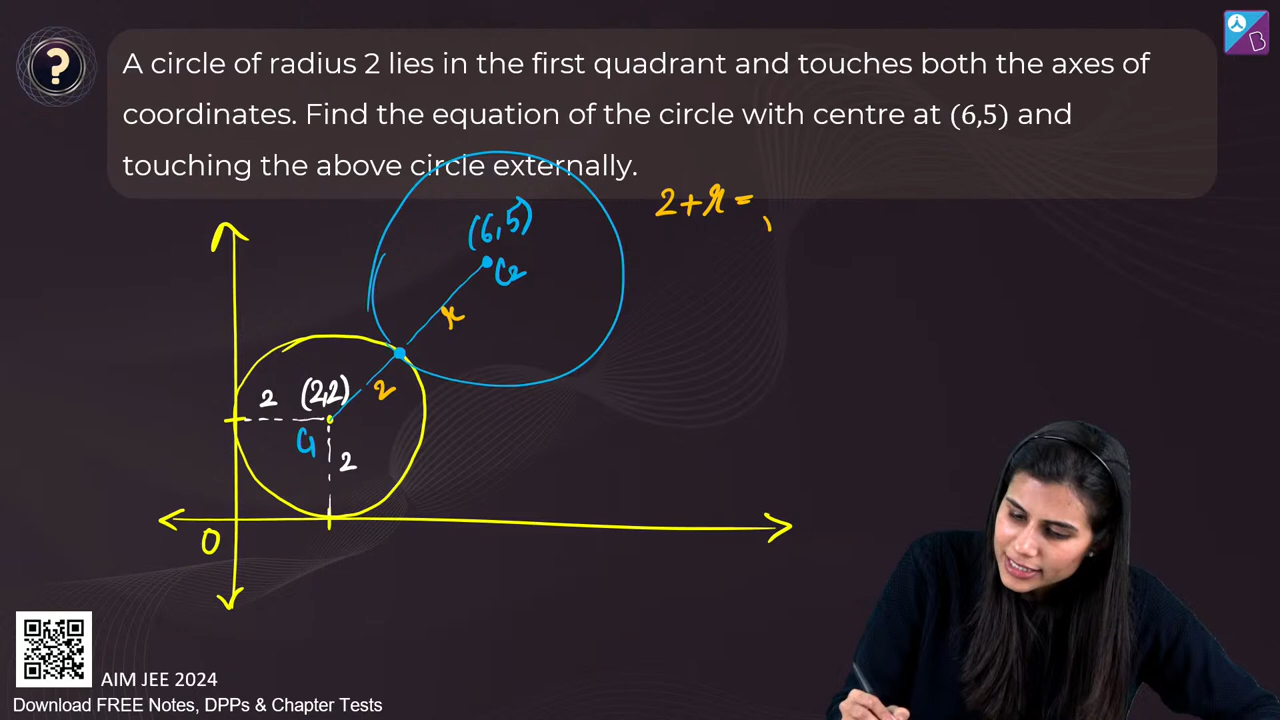 ?
A circle of radius 2 lies in the first quadrant and touches both the axes of
coordinates. Find the equation of the circle with centre at (6,5) and
touching the above circle externally.
2+r=
(6,5)
C2
r
2
2 (2,2)
C1
2
O
AIM JEE 2024
Download FREE Notes, DPPs & Chapter Tests
B